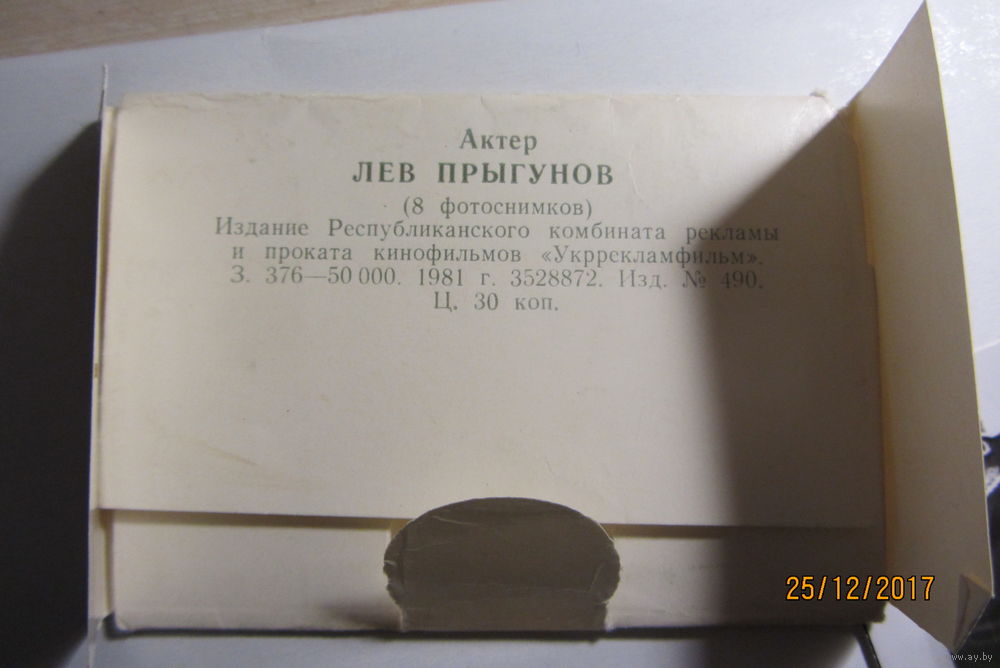 Актер
ЛЕВ ПРЫГУНОВ
(8 фотоснимков)
Издание Республиканского комбината рекламы
и проката кинофильмов «Укррекламфильм».
З. 376—50 000. 1981 г. 3528872. Изд. № 490.
Ц. 30 коп.
25/12/2017
www.ay.by